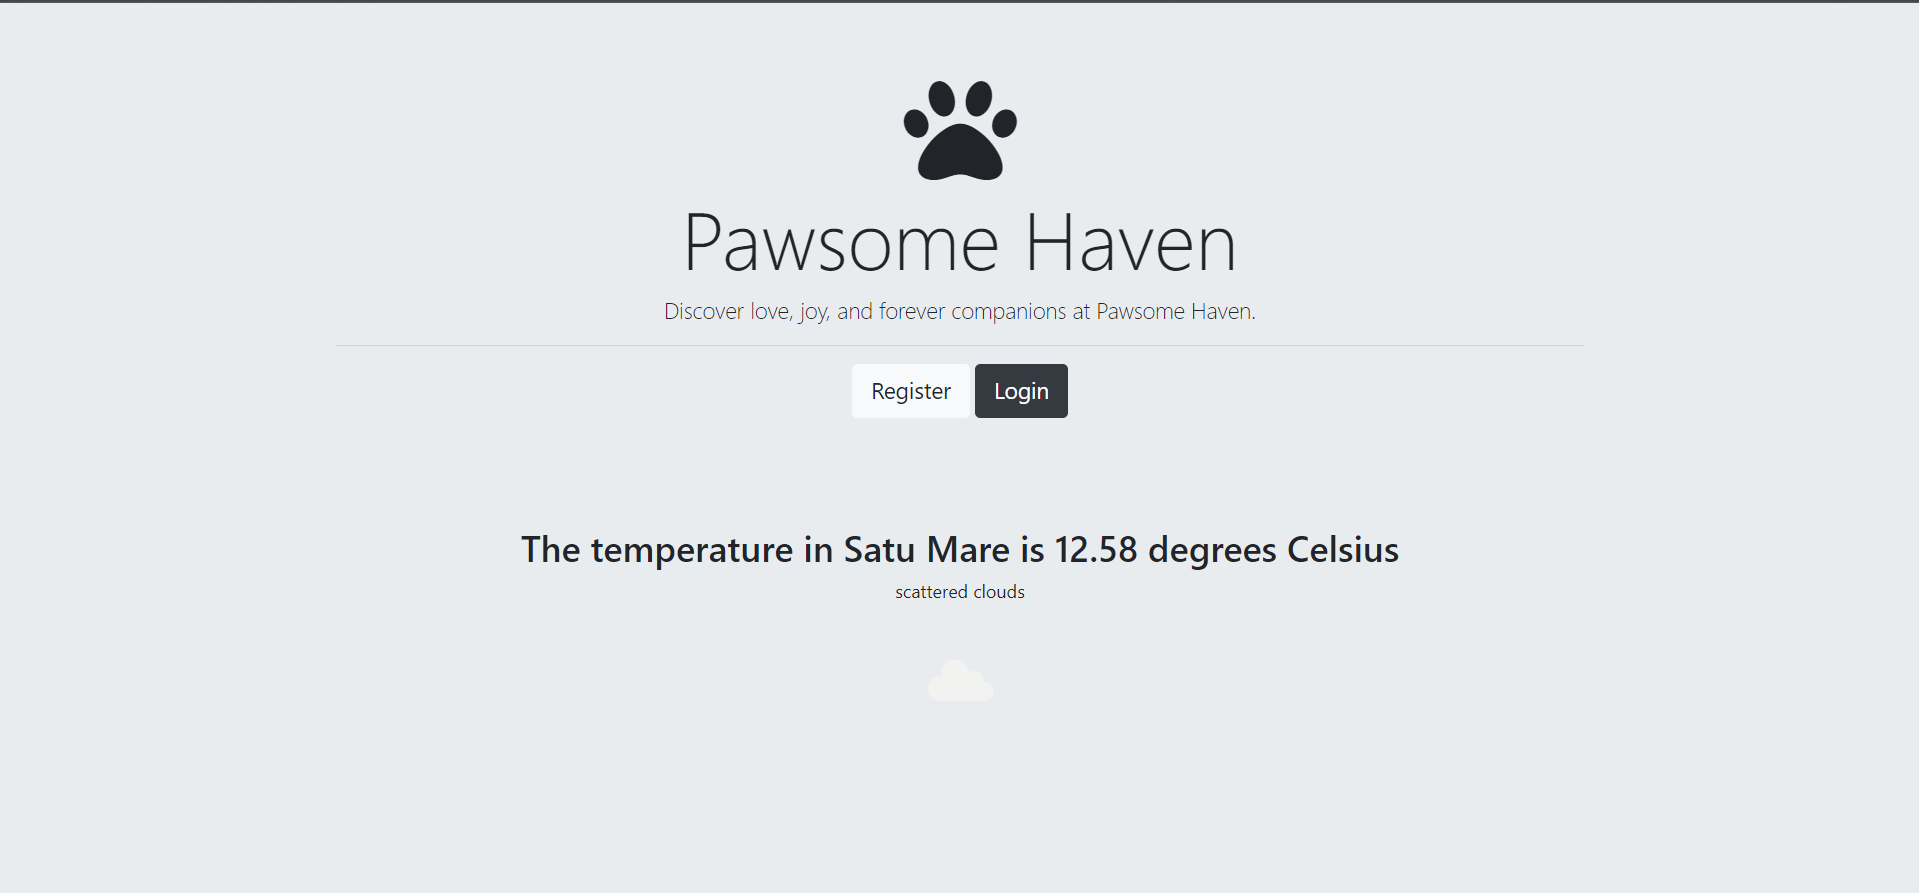 Pawsome Haven
Discover love, joy, and forever companions at Pawsome Haven.
Register Login
The temperature in Satu Mare is 12.58 degrees Celsius
scattered clouds